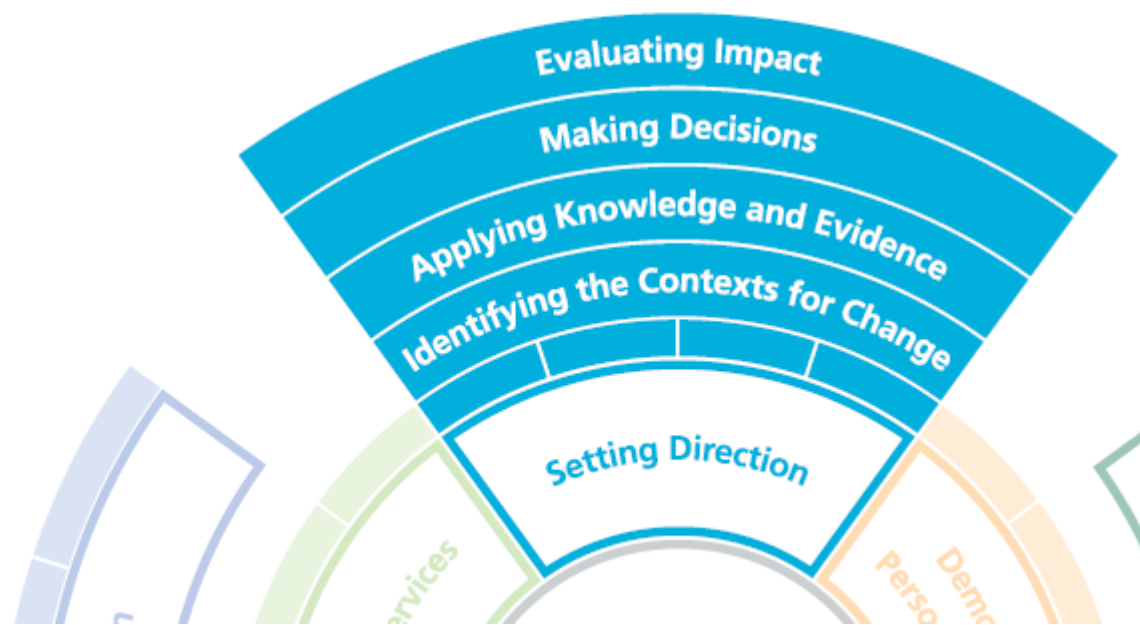 Evaluating Impact
Making Decisions
Applying Knowledge and Evidence
Identifying the Contexts for Change
Setting Direction